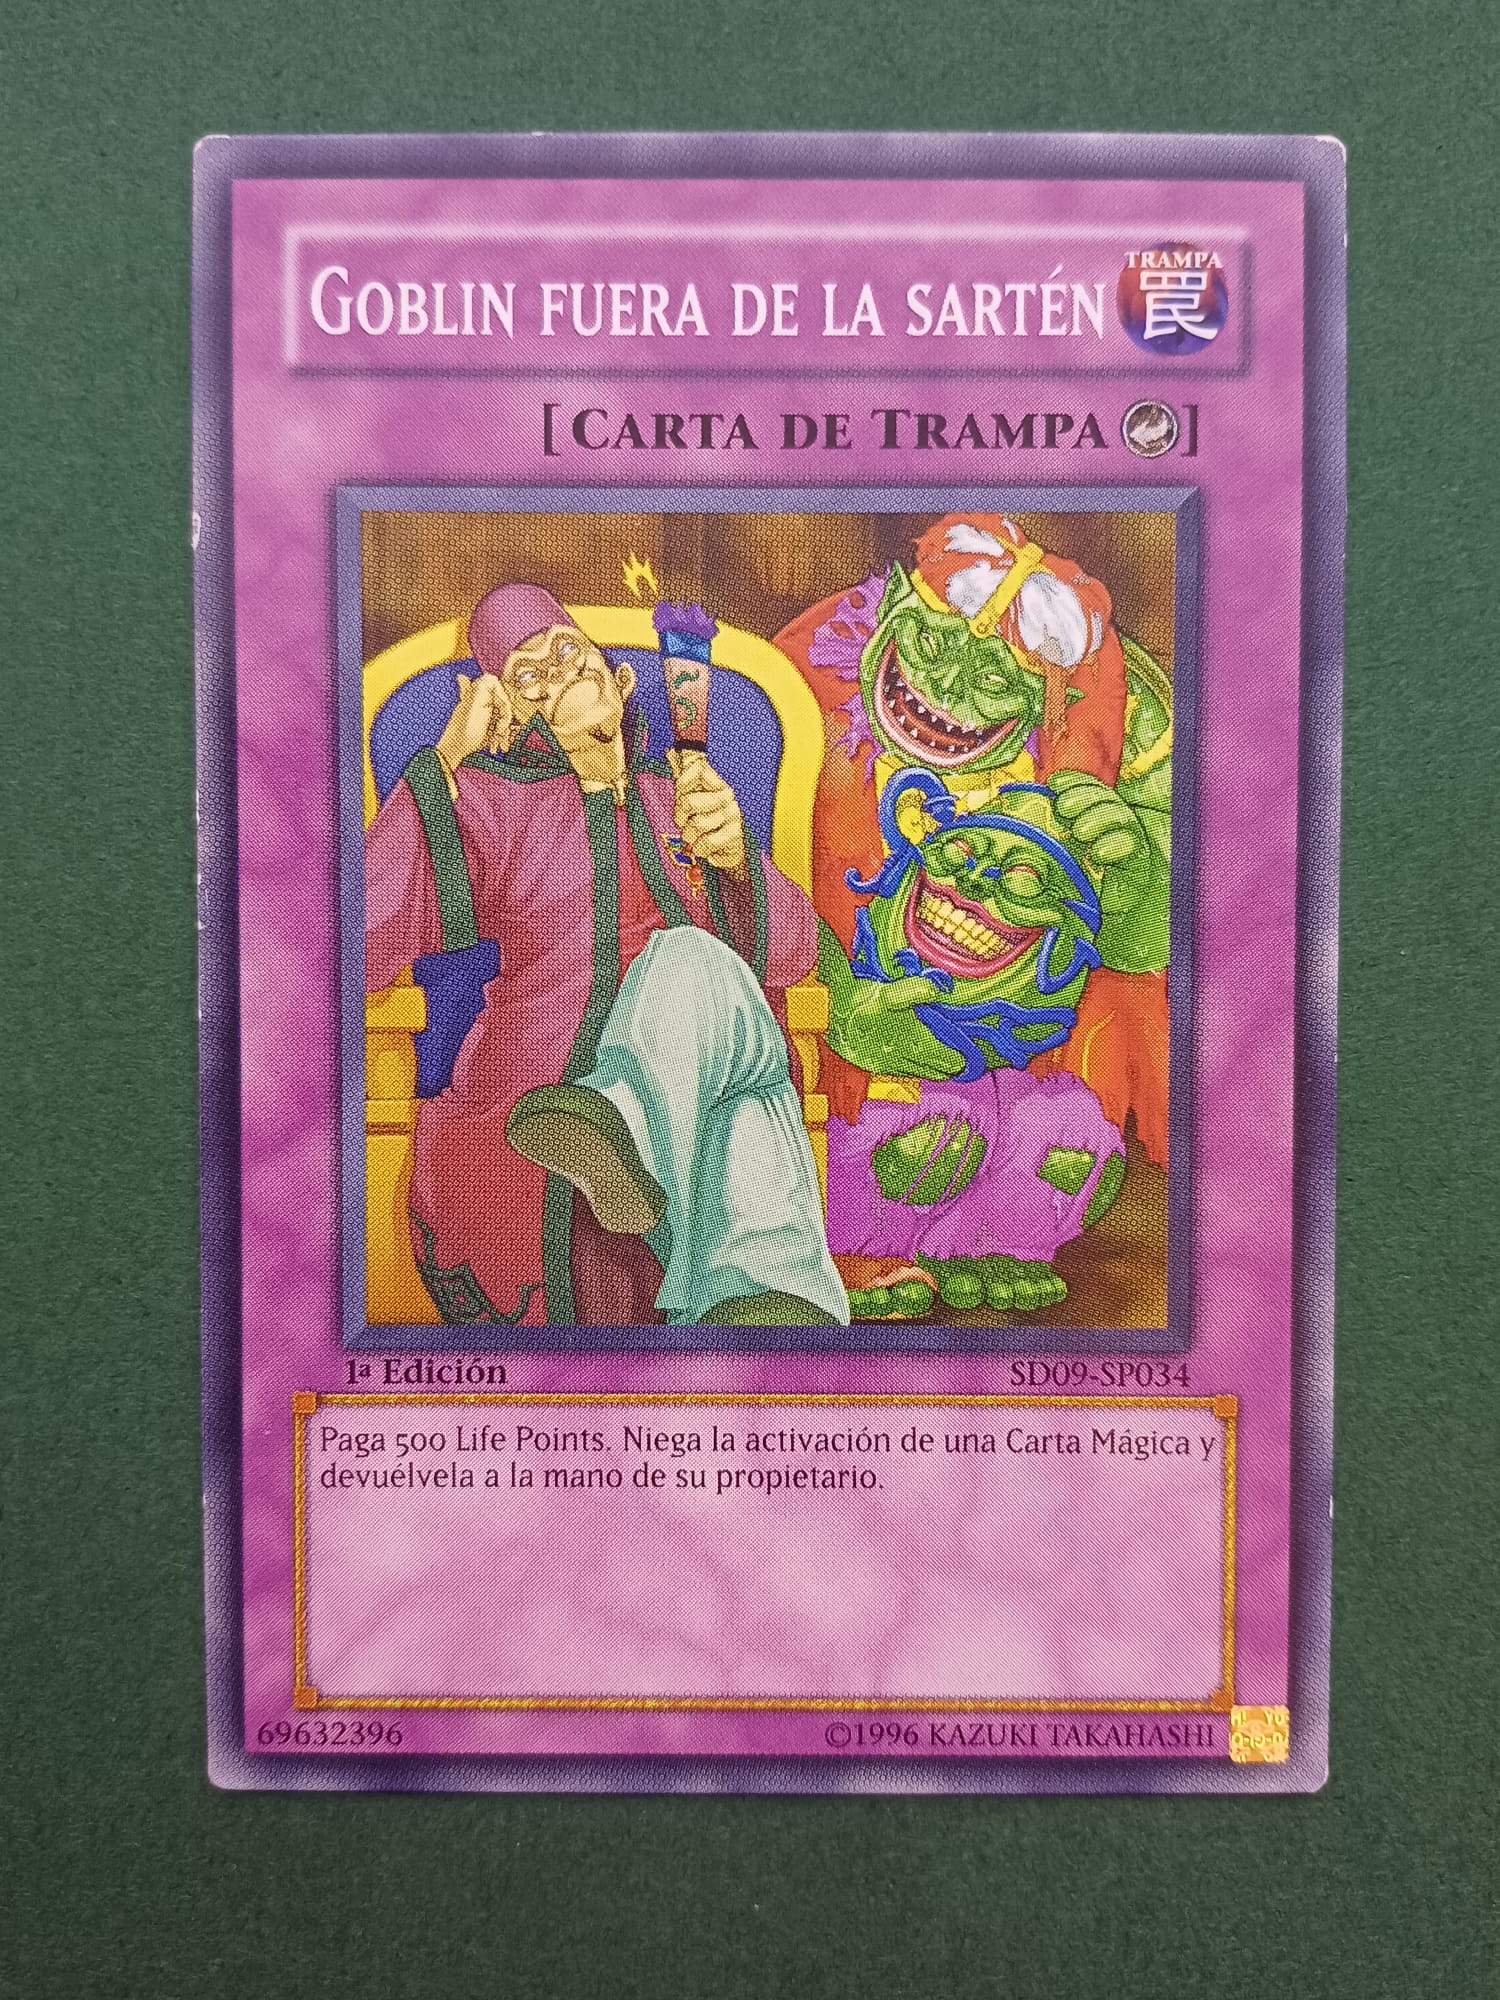 GOBLIN FUERA DE LA SARTÉN
TRAMPA
罠
[CARTA DE TRAMPA]
1ª Edición
SD09-SP034
Paga 500 Life Points. Niega la activación de una Carta Mágica y
devuélvela a la mano de su propietario.
69632396
©1996 KAZUKI TAKAHASHI